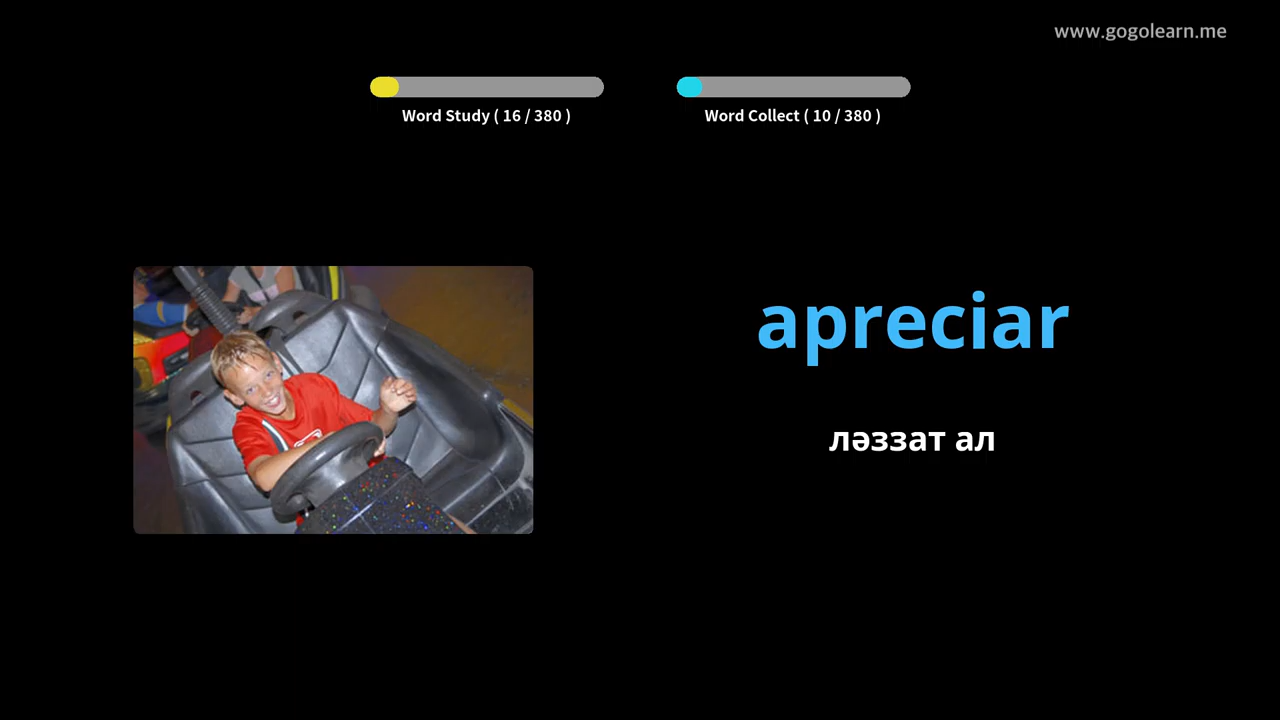 www.gogolearn.me
Word Study ( 16 / 380 )
Word Collect ( 10 / 380 )
apreciar
ләззат ал